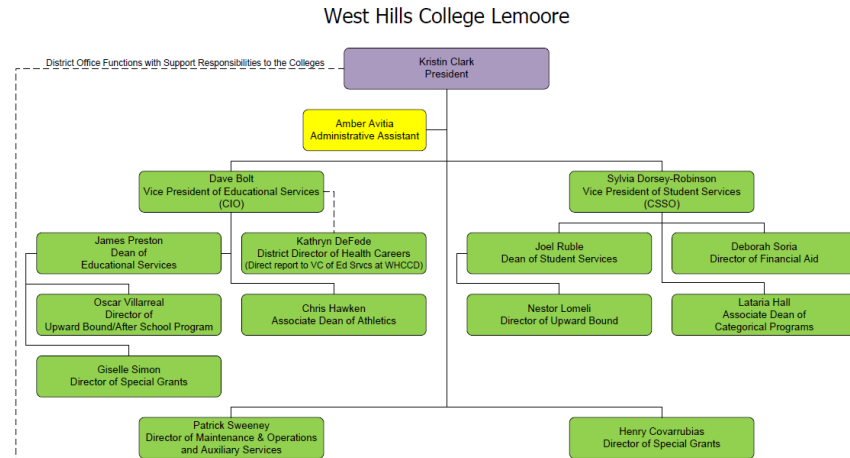 West Hills College Lemoore
District Office Functions with Support Responsibilities to the Colleges
Kristin Clark
President
Amber Avitia
Administrative Assistant
Dave Bolt
Vice President of Educational Services
(CIO)
Sylvia Dorsey-Robinson
Vice President of Student Services
(CSSO)
James Preston
Dean of
Educational Services
Kathryn DeFede
District Director of Health Careers
(Direct report to VC of Ed Srvcs at WHCCD)
Joel Ruble
Dean of Student Services
Deborah Soria
Director of Financial Aid
Oscar Villarreal
Director of
Upward Bound/After School Program
Chris Hawken
Associate Dean of Athletics
Nestor Lomeli
Director of Upward Bound
Lataria Hall
Associate Dean of
Categorical Programs
Giselle Simon
Director of Special Grants
Patrick Sweeney
Director of Maintenance & Operations
and Auxiliary Services
Henry Covarrubias
Director of Special Grants